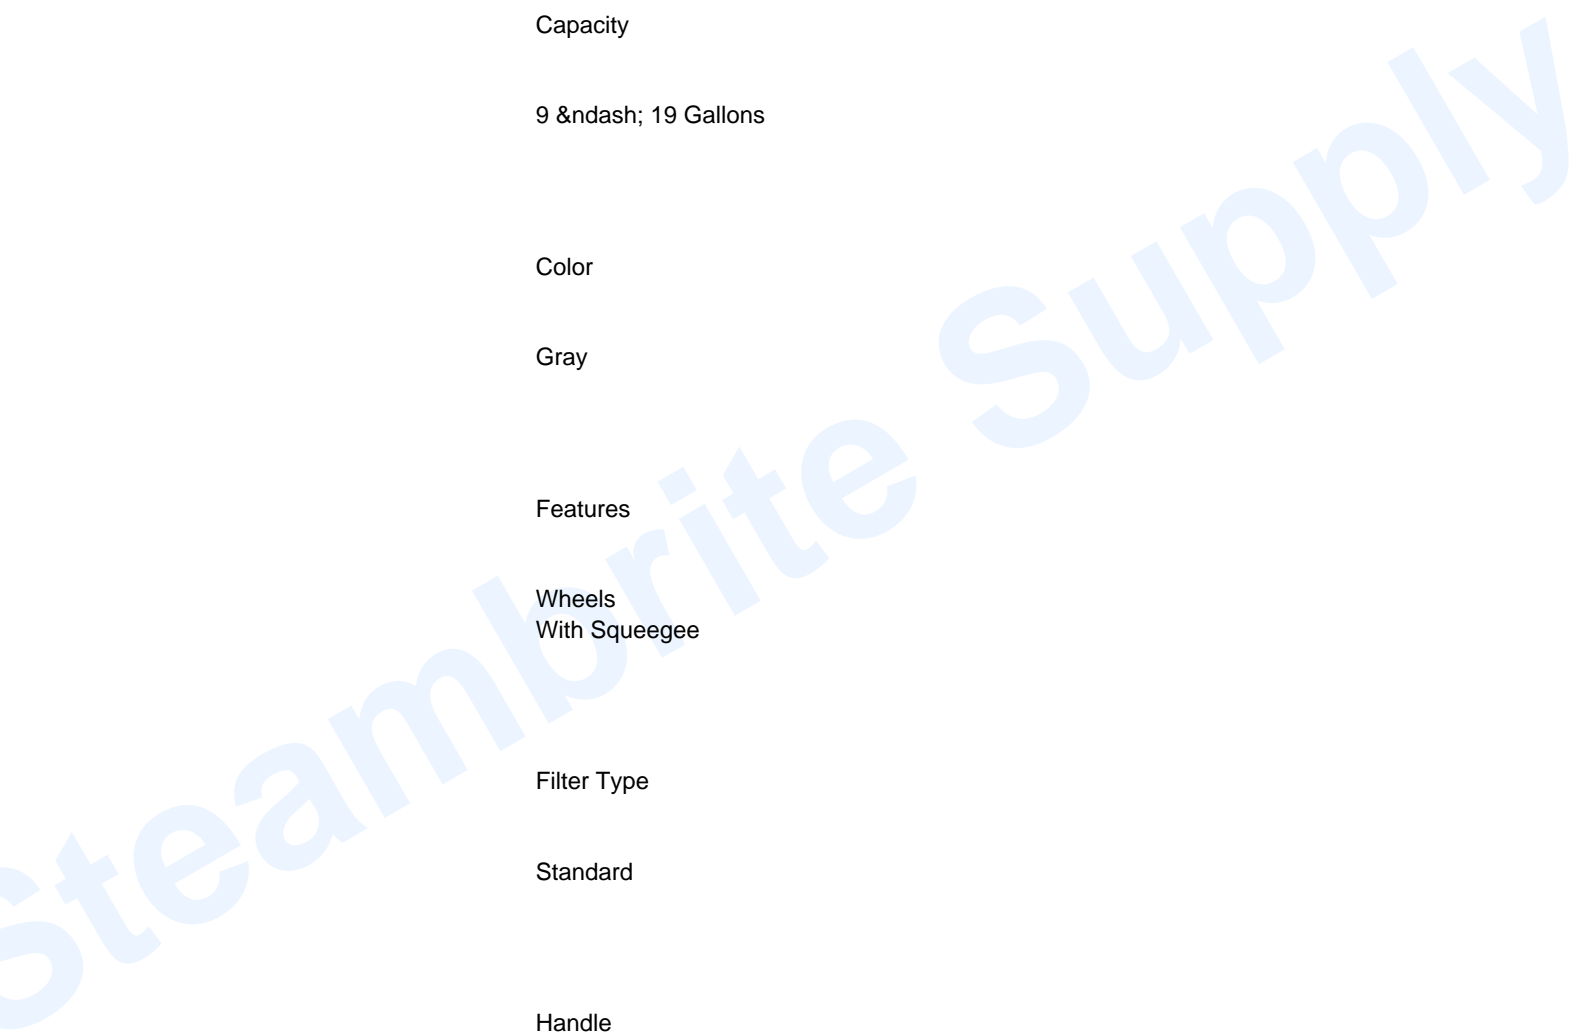 Capacity
9 &ndash; 19 Gallons
Color
Gray
Features
Wheels
With Squeegee
Filter Type
Standard
Handle
Steambrite Supply